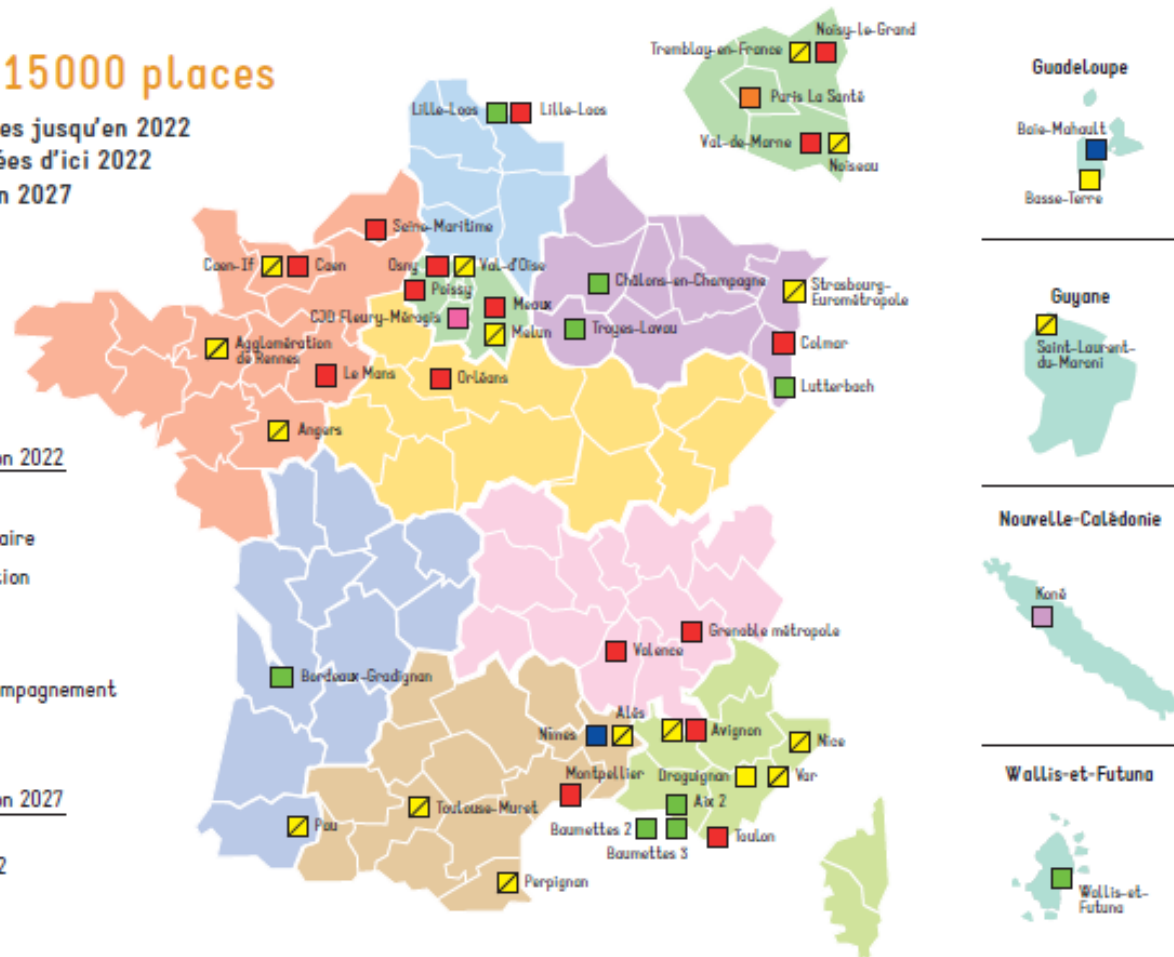 15000 places
es jusqu'en 2022
ées d'ici 2022
n 2027
on 2022
aire
tion
mpagnement
on 2027
2
Tremblay-en-France
Noisy-le-Grand
Paris La Santé
Val-de-Marne
Noiseau
Lille-Loos
Lille-Loos
Seine-Maritime
Caen-If
Caen
Osny
Val-d'Oise
Poissy
Meaux
CJD Fleury-Mérogis
Melun
Châlons-en-Champagne
Strasbourg-
Eurométropole
Troyes-Lavau
Colmar
Lutterbach
Agglomération
de Rennes
Le Mans
Orléans
Angers
Grenoble métropole
Valence
Bordeaux-Gradignan
Alès
Nîmes
Avignon
Nice
Montpellier
Draguignan
Var
Toulouse-Muret
Aix 2
Pau
Baumettes 2
Baumettes 3
Toulon
Perpignan
Guadeloupe
Baie-Mahault
Basse-Terre
Guyane
Saint-Laurent-
du-Maroni
Nouvelle-Calédonie
Koné
Wallis-et-Futuna
Wallis-et-
Futuna